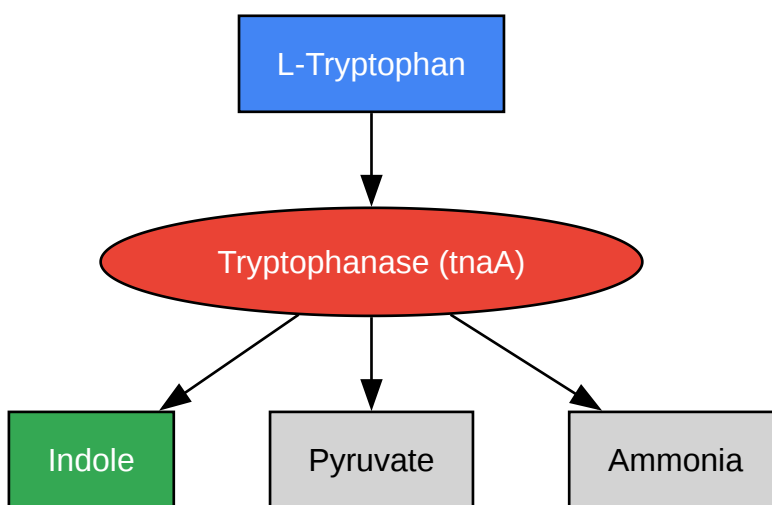 L-Tryptophan
Tryptophanase (tnaA)
Indole
Pyruvate
Ammonia